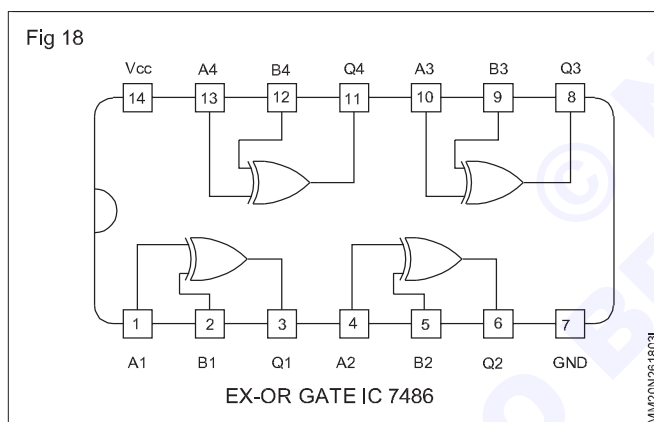 Fig 18
Vcc A4 B4 Q4 A3 B3 Q3
14 13 12 11 10 9 8
1 2 3 4 5 6 7
A1 B1 Q1 A2 B2 Q2 GND
EX-OR GATE IC 7486